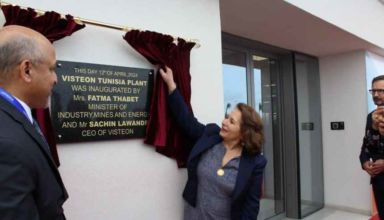 THIS DAY 12th OF APRIL, 2024
VISTEON TUNISIA PLANT
WAS INAUGURATED BY
Mrs. FATMA THABET
MINISTER OF
INDUSTRY, MINES AND ENERG
AND Mr SACHIN LAWANDE
CEO OF VISTEON